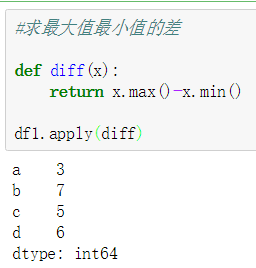 #求最大值最小值的差
def diff(x):
    return x.max()-x.min()
df1.apply(diff)
a    3
b    7
c    5
d    6
dtype: int64